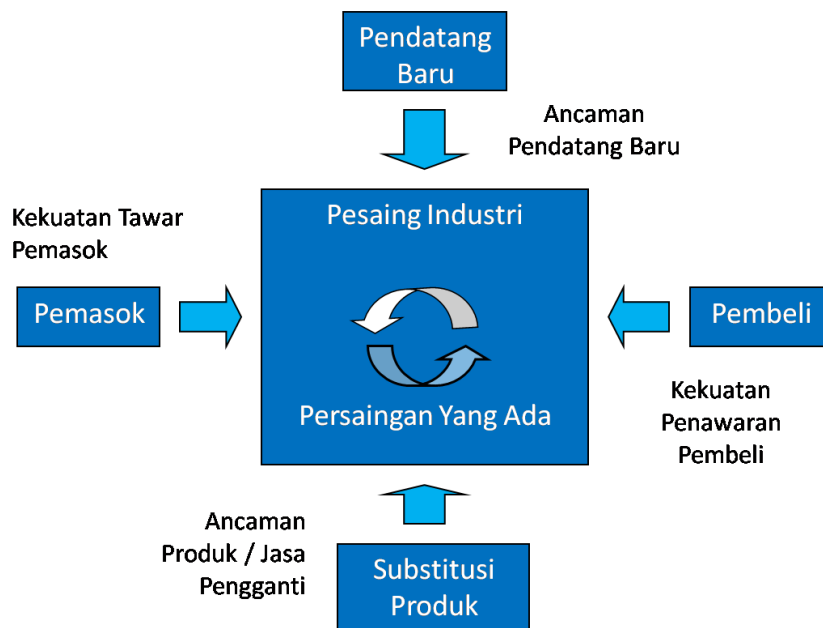 Pendatang
Baru
Ancaman
Pendatang Baru
Pesaing Industri
Kekuatan Tawar
Pemasok
Pemasok
Pembeli
Persaingan Yang Ada
Kekuatan
Penawaran
Pembeli
Ancaman
Produk / Jasa
Pengganti
Substitusi
Produk